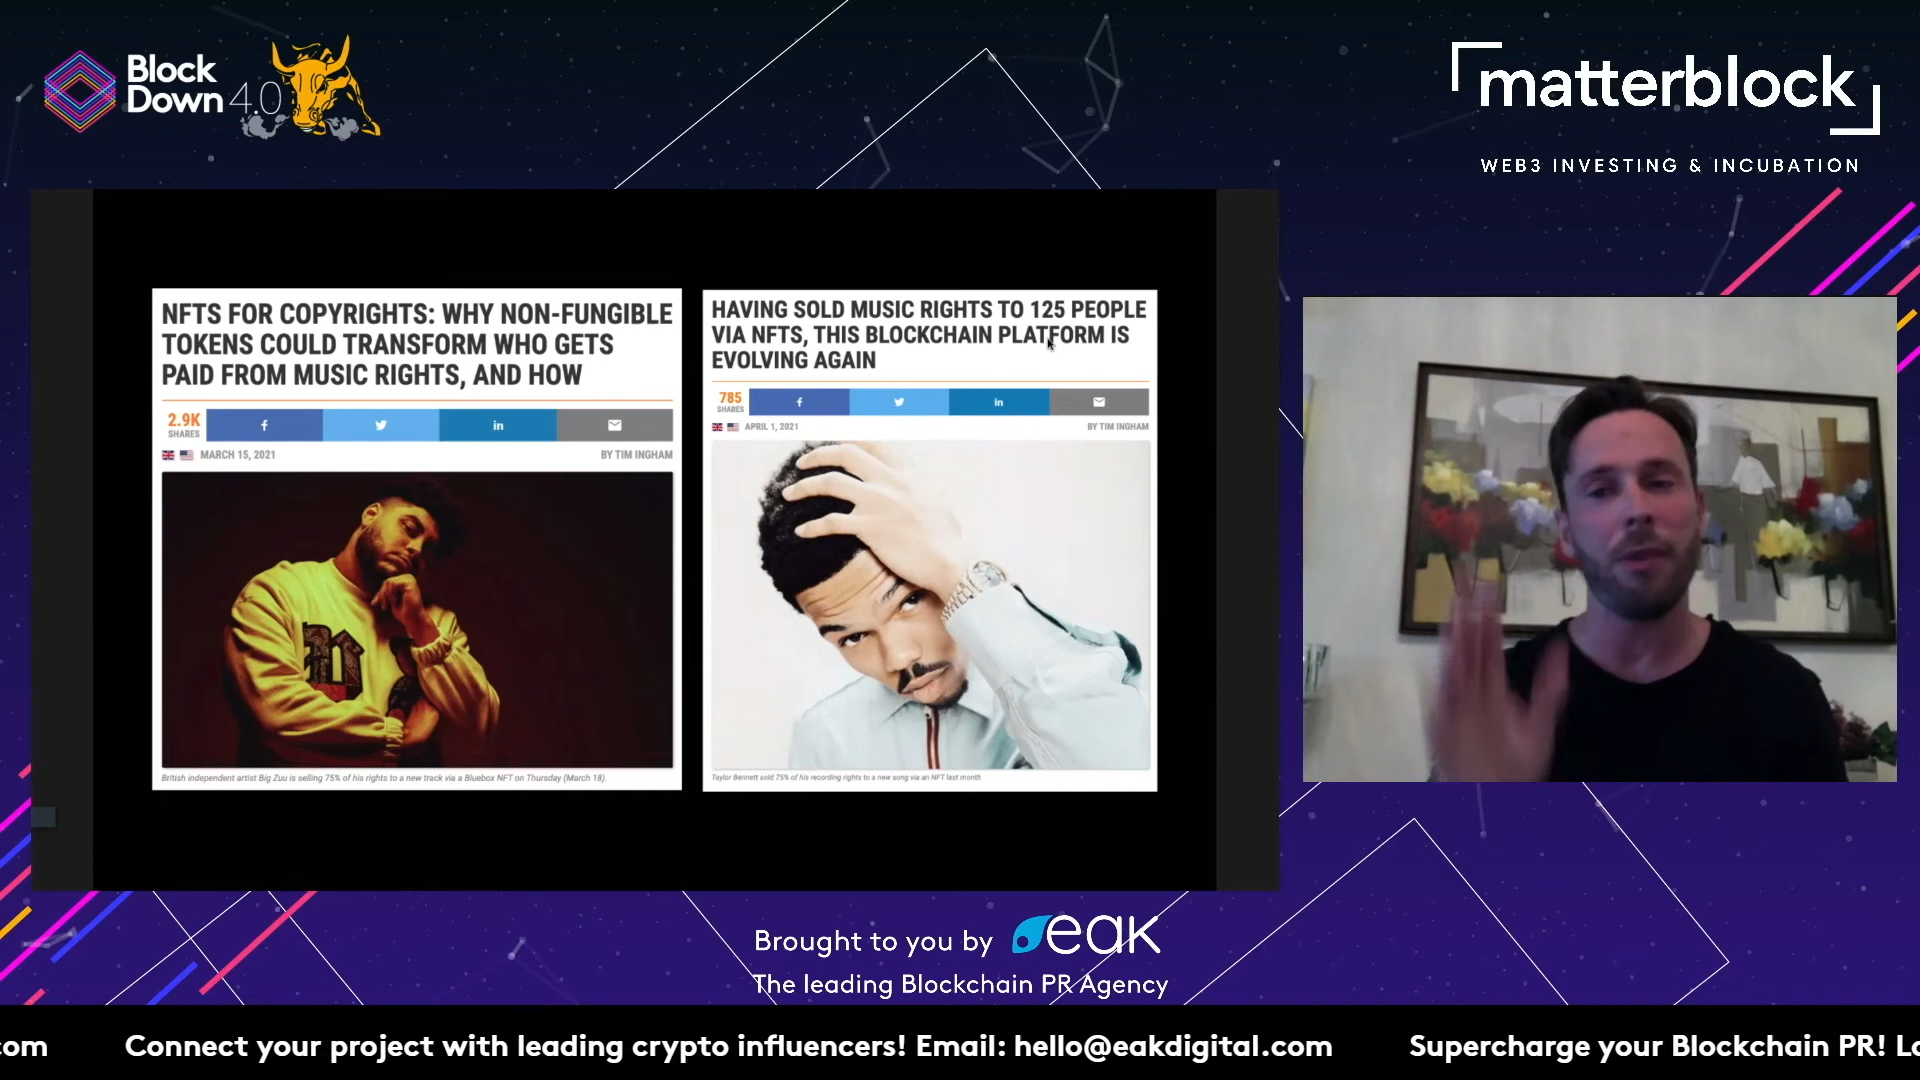 Block
Down 4.0
matterblock
WEB3 INVESTING & INCUBATION
NFTS FOR COPYRIGHTS: WHY NON-FUNGIBLE
TOKENS COULD TRANSFORM WHO GETS
PAID FROM MUSIC RIGHTS, AND HOW
2.9K
SHARES
f
in
MARCH 15, 2021
BY TIM INGHAM
British independent artist Big Zuu is selling 75% of his rights to a new track via a Bluebox NFT on Thursday (March 18).
HAVING SOLD MUSIC RIGHTS TO 125 PEOPLE
VIA NFTS, THIS BLOCKCHAIN PLATFORM IS
EVOLVING AGAIN
785
SHARES
f
in
APRIL 1, 2021
BY TIM INGHAM
Taylor Bennett sold 75% of his recording rights to a new song via an NFT last month
Brought to you by eak
The leading Blockchain PR Agency
com Connect your project with leading crypto influencers! Email: hello@eakdigital.com Supercharge your Blockchain PR!